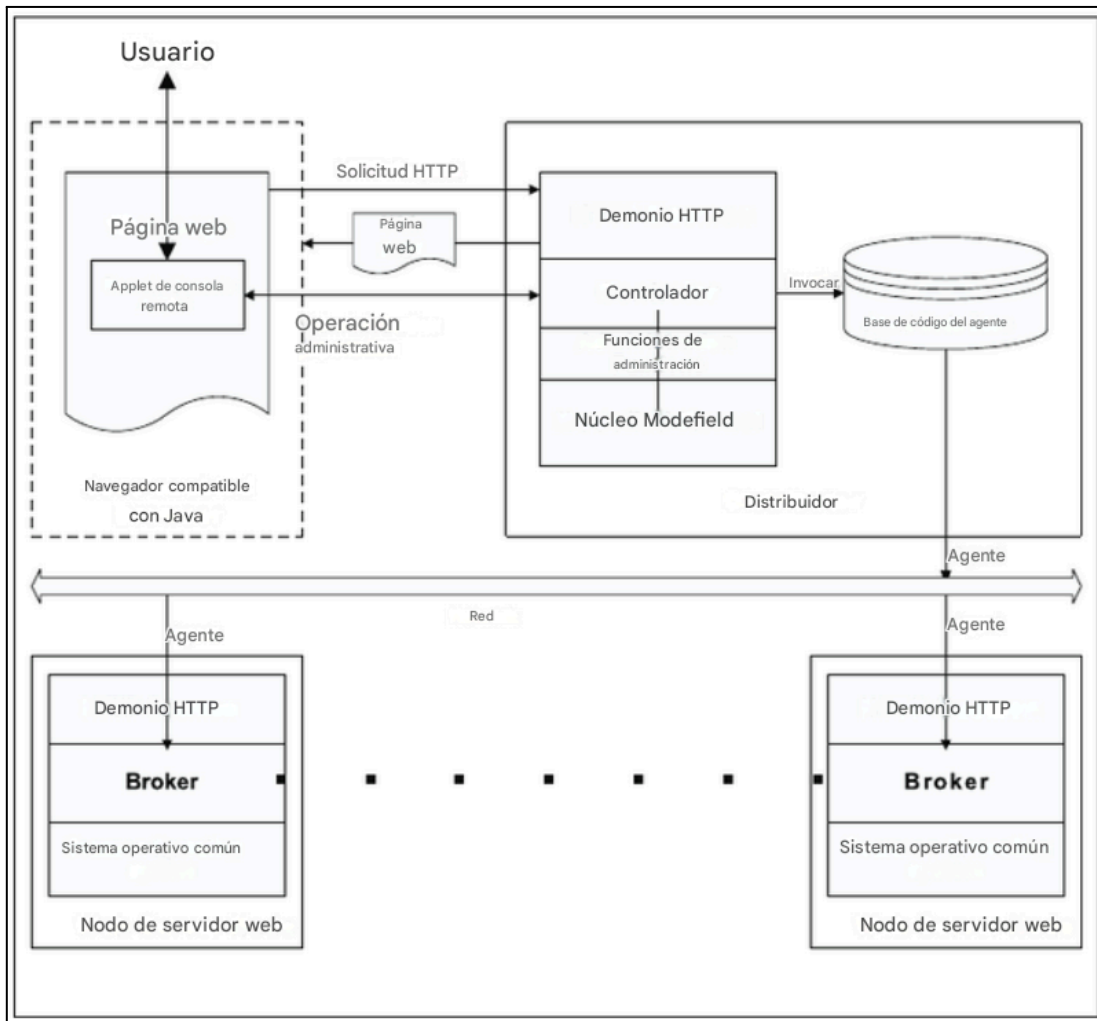 Usuario
Solicitud HTTP
Página web
Página
web
Demonio HTTP
Applet de consola
remota
Controlador
Invocar
Base de código del agente
Operación
administrativa
Funciones de
administración
Núcleo Modefield
Navegador compatible
con Java
Distribuidor
Agente
Red
Agente
Agente
Demonio HTTP
Broker
Sistema operativo común
Nodo de servidor web
Demonio HTTP
Broker
Sistema operativo común
Nodo de servidor web